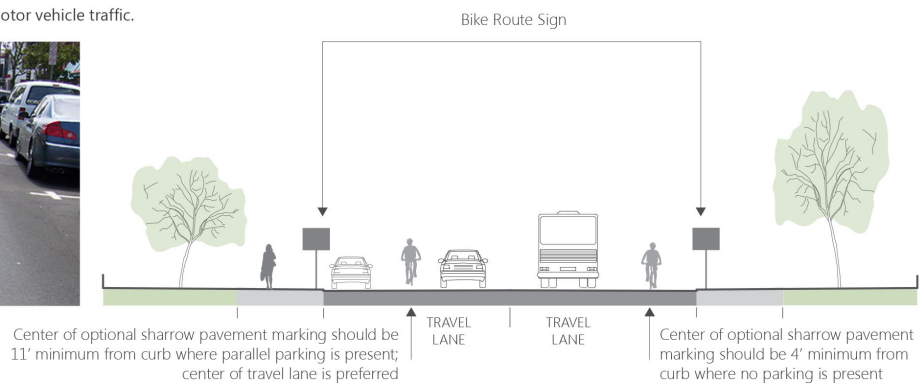 otor vehicle traffic.
Bike Route Sign
TRAVEL
LANE
TRAVEL
LANE
Center of optional sharrow pavement marking should be
11' minimum from curb where parallel parking is present;
center of travel lane is preferred
Center of optional sharrow pavement
marking should be 4' minimum from
curb where no parking is present